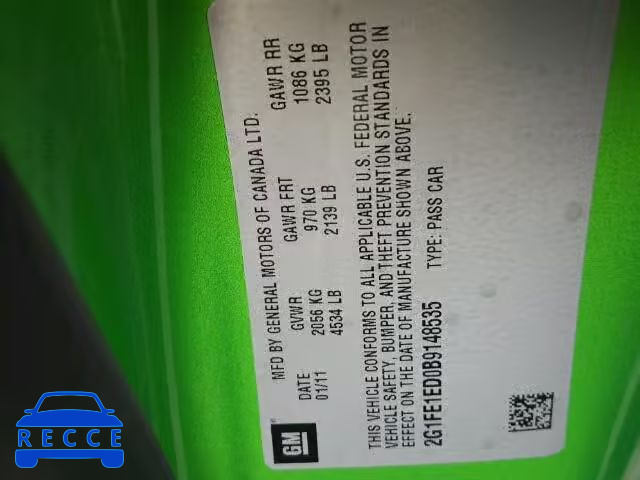 MFD BY GENERAL MOTORS OF CANADA LTD.
DATE GVWR GAWR FRT GAWR RR
01/11 2056 KG 970 KG 1086 KG
4534 LB 2139 LB 2395 LB
THIS VEHICLE CONFORMS TO ALL APPLICABLE U.S. FEDERAL MOTOR
VEHICLE SAFETY, BUMPER, AND THEFT PREVENTION STANDARDS IN
EFFECT ON THE DATE OF MANUFACTURE SHOWN ABOVE.
2G1FE1ED0B9148535 TYPE: PASS CAR
GM
RECCE